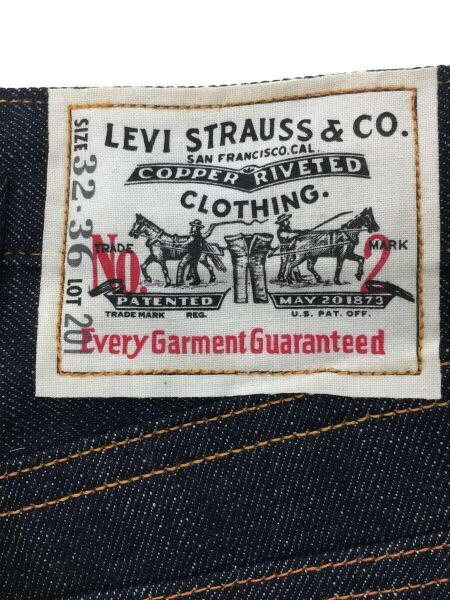 LEVI STRAUSS & CO.
SAN FRANCISCO.CAL.
COPPER RIVETED
CLOTHING.
TRADE MARK
No. 2
PATENTED MAY 20 1873
TRADE MARK REG. U.S. PAT. OFF.
Every Garment Guaranteed
SIZE 32-36 LOT 201